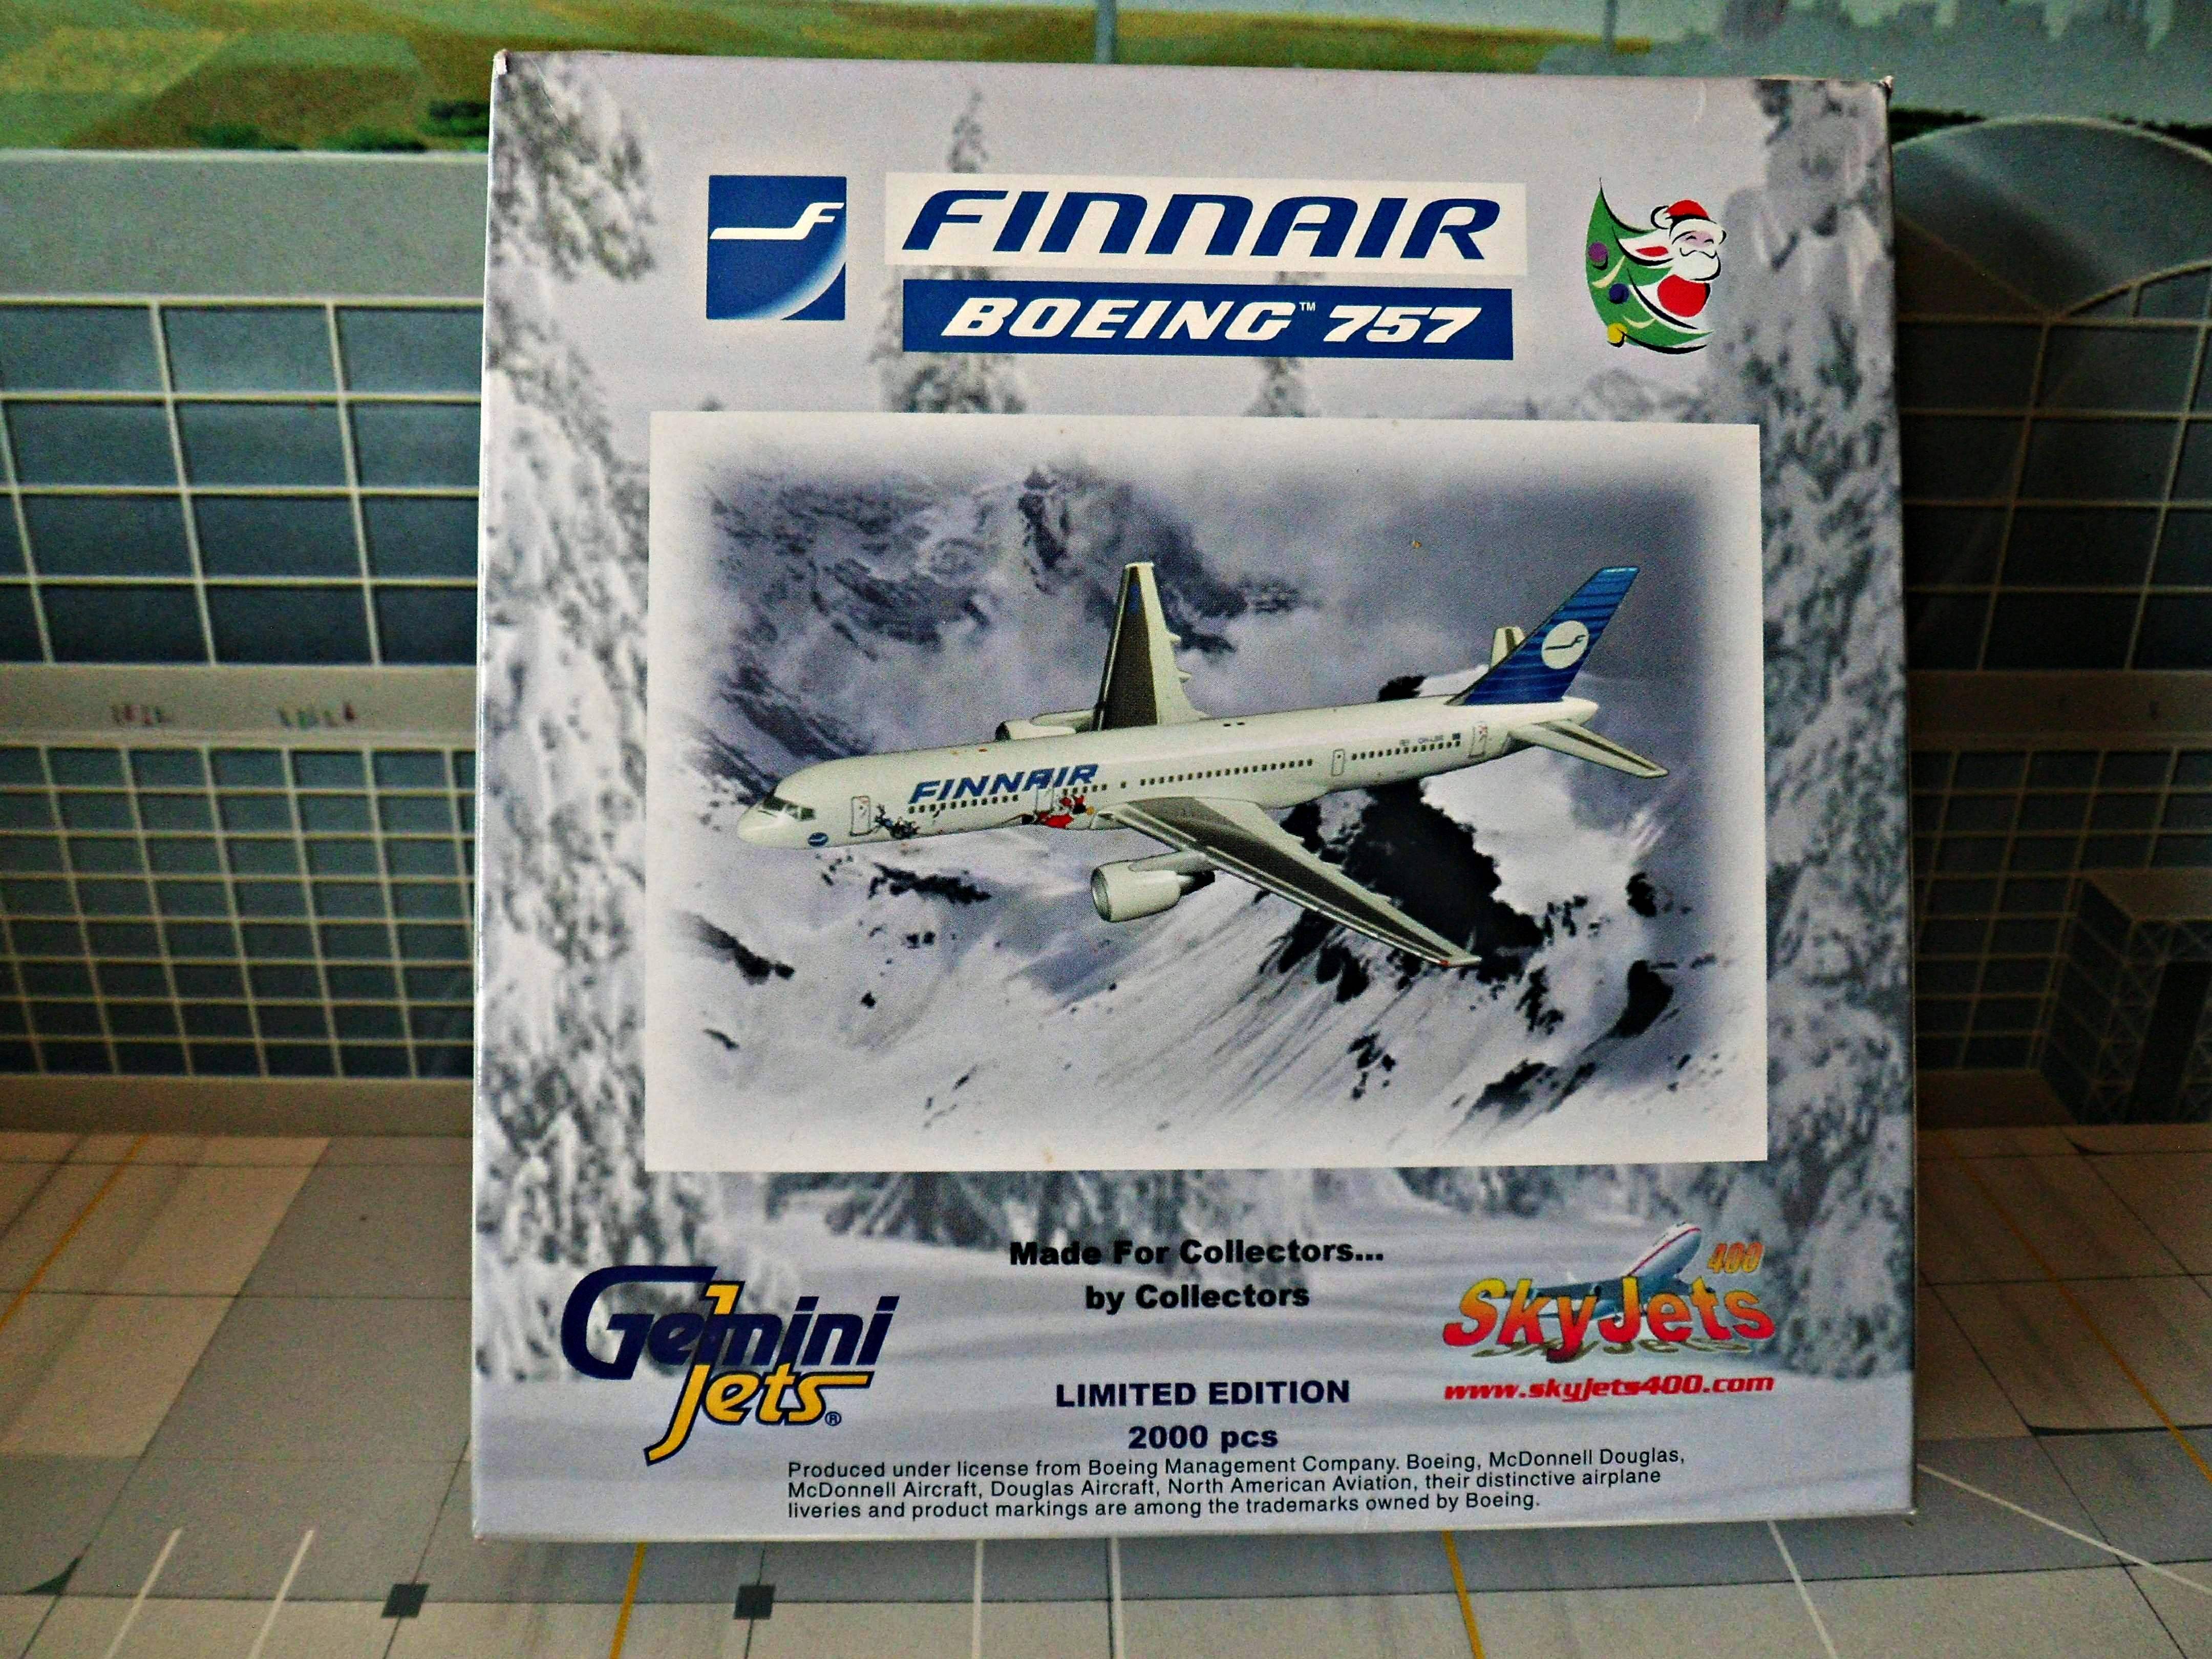 F
FINNAIR
BOEING™ 757
FINNAIR
F
Made For Collectors...
by Collectors
Gemini
Jets®
400
SkyJets
www.skyjets400.com
LIMITED EDITION
2000 pcs
Produced under license from Boeing Management Company. Boeing, McDonnell Douglas,
McDonnell Aircraft, Douglas Aircraft, North American Aviation, their distinctive airplane
liveries and product markings are among the trademarks owned by Boeing.